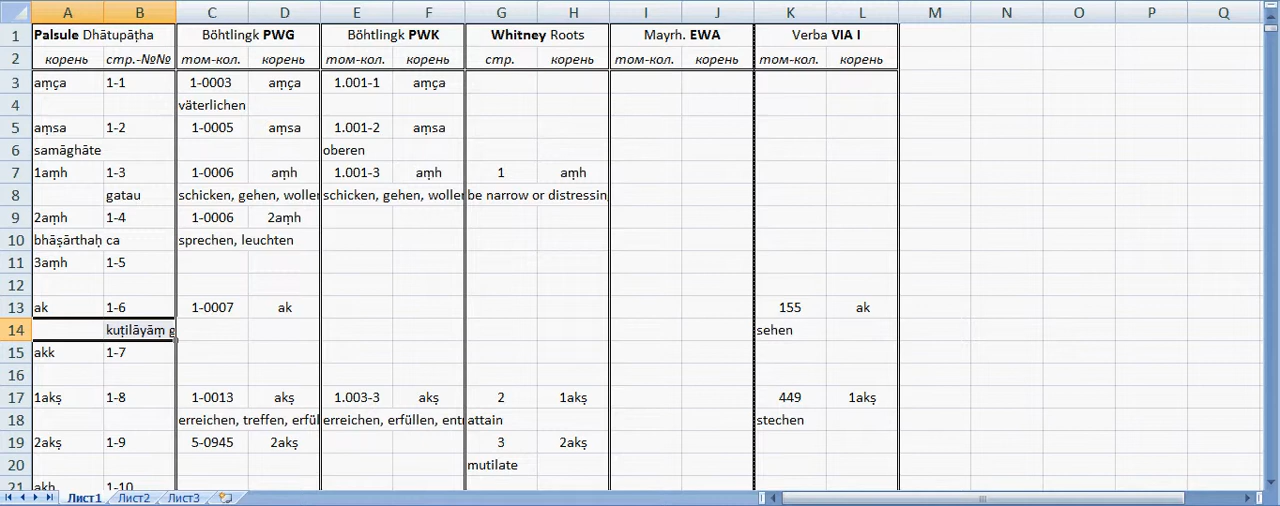 A B C D E F G H I J K L M N O P Q
1 Palsule Dhātupāṭha Böhtlingk PWG Böhtlingk PWK Whitney Roots Mayrh. EWA Verba VIA I
2 корень стр.-№№ том-кол. корень том-кол. корень стр. корень том-кол. корень том-кол. корень
3 aṃça 1-1 1-0003 aṃça 1.001-1 aṃça
4 väterlichen
5 aṃsa 1-2 1-0005 aṃsa 1.001-2 aṃsa
6 samāghāte oberen
7 1aṃh 1-3 1-0006 aṃh 1.001-3 aṃh 1 aṃh
8 gatau schicken, gehen, woller schicken, gehen, woller be narrow or distressin
9 2aṃh 1-4 1-0006 2aṃh
10 bhāṣārthaḥ ca sprechen, leuchten
11 3aṃh 1-5
12
13 ak 1-6 1-0007 ak 155 ak
14 kuṭilāyāṃ g sehen
15 akk 1-7
16
17 1akṣ 1-8 1-0013 akṣ 1.003-3 akṣ 2 1akṣ 449 1akṣ
18 erreichen, treffen, erfül erreichen, erfüllen, entr attain stechen
19 2akṣ 1-9 5-0945 2akṣ 3 2akṣ
20 mutilate
21 akh 1-10
Лист1 Лист2 Лист3